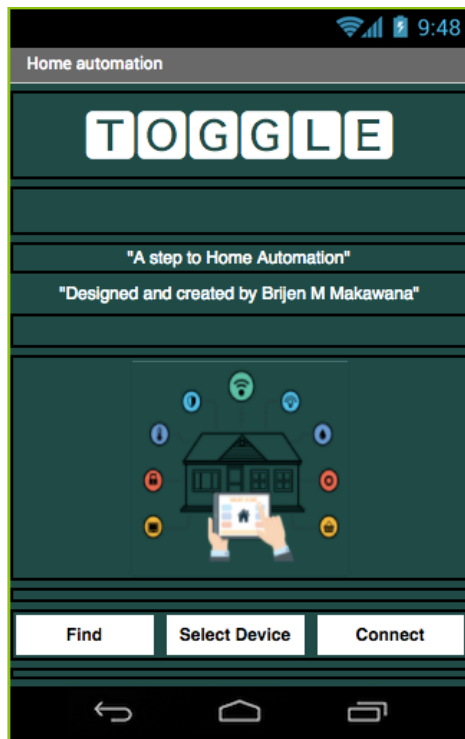 9:48
Home automation
TOGGLE
"A step to Home Automation"
"Designed and created by Brijen M Makawana"
Find Select Device Connect